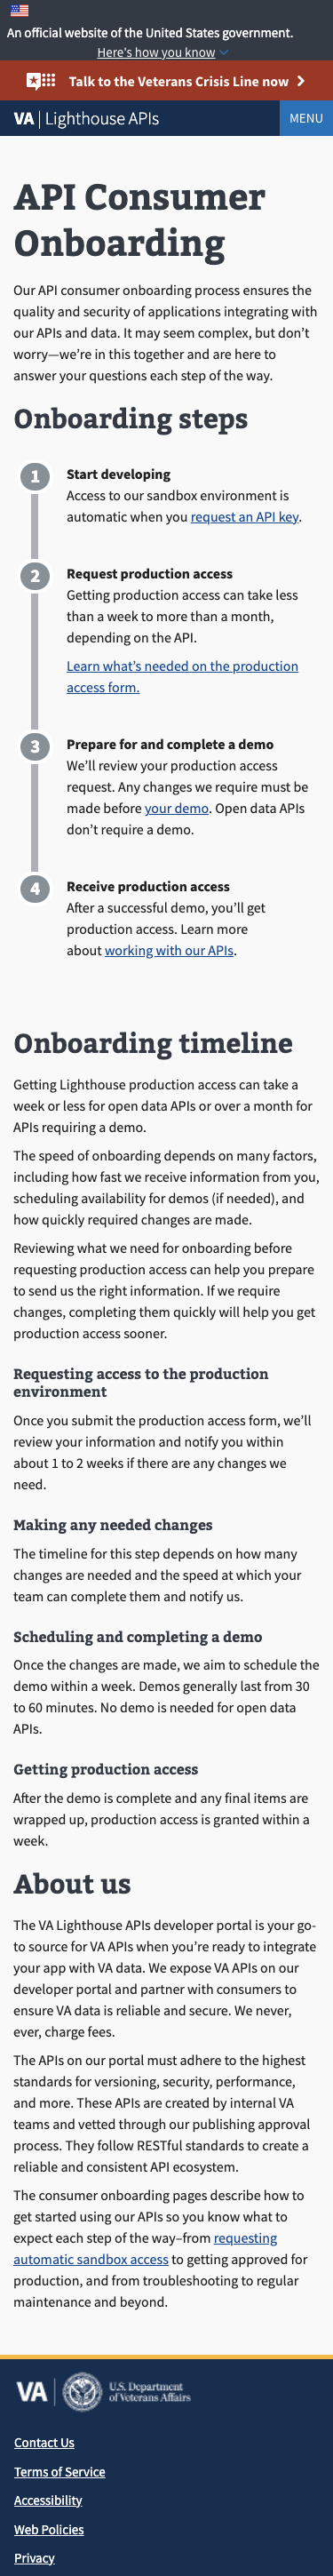 An official website of the United States government.
Here's how you know
Talk to the Veterans Crisis Line now
VA | Lighthouse APIs
MENU
API Consumer
Onboarding
Our API consumer onboarding process ensures the
quality and security of applications integrating with
our APIs and data. It may seem complex, but don’t
worry—we’re in this together and are here to
answer your questions each step of the way.
Onboarding steps
1
Start developing
Access to our sandbox environment is
automatic when you request an API key.
2
Request production access
Getting production access can take less
than a week to more than a month,
depending on the API.
Learn what’s needed on the production
access form.
3
Prepare for and complete a demo
We’ll review your production access
request. Any changes we require must be
made before your demo. Open data APIs
don’t require a demo.
4
Receive production access
After a successful demo, you’ll get
production access. Learn more
about working with our APIs.
Onboarding timeline
Getting Lighthouse production access can take a
week or less for open data APIs or over a month for
APIs requiring a demo.
The speed of onboarding depends on many factors,
including how fast we receive information from you,
scheduling availability for demos (if needed), and
how quickly required changes are made.
Reviewing what we need for onboarding before
requesting production access can help you prepare
to send us the right information. If we require
changes, completing them quickly will help you get
production access sooner.
Requesting access to the production
environment
Once you submit the production access form, we’ll
review your information and notify you within
about 1 to 2 weeks if there are any changes we
need.
Making any needed changes
The timeline for this step depends on how many
changes are needed and the speed at which your
team can complete them and notify us.
Scheduling and completing a demo
Once the changes are made, we aim to schedule the
demo within a week. Demos generally last from 30
to 60 minutes. No demo is needed for open data
APIs.
Getting production access
After the demo is complete and any final items are
wrapped up, production access is granted within a
week.
About us
The VA Lighthouse APIs developer portal is your go-
to source for VA APIs when you’re ready to integrate
your app with VA data. We expose VA APIs on our
developer portal and partner with consumers to
ensure VA data is reliable and secure. We never,
ever, charge fees.
The APIs on our portal must adhere to the highest
standards for versioning, security, performance,
and more. These APIs are created by internal VA
teams and vetted through our publishing approval
process. They follow RESTful standards to create a
reliable and consistent API ecosystem.
The consumer onboarding pages describe how to
get started using our APIs so you know what to
expect each step of the way–from requesting
automatic sandbox access to getting approved for
production, and from troubleshooting to regular
maintenance and beyond.
VA
U.S. Department
of Veterans Affairs
Contact Us
Terms of Service
Accessibility
Web Policies
Privacy